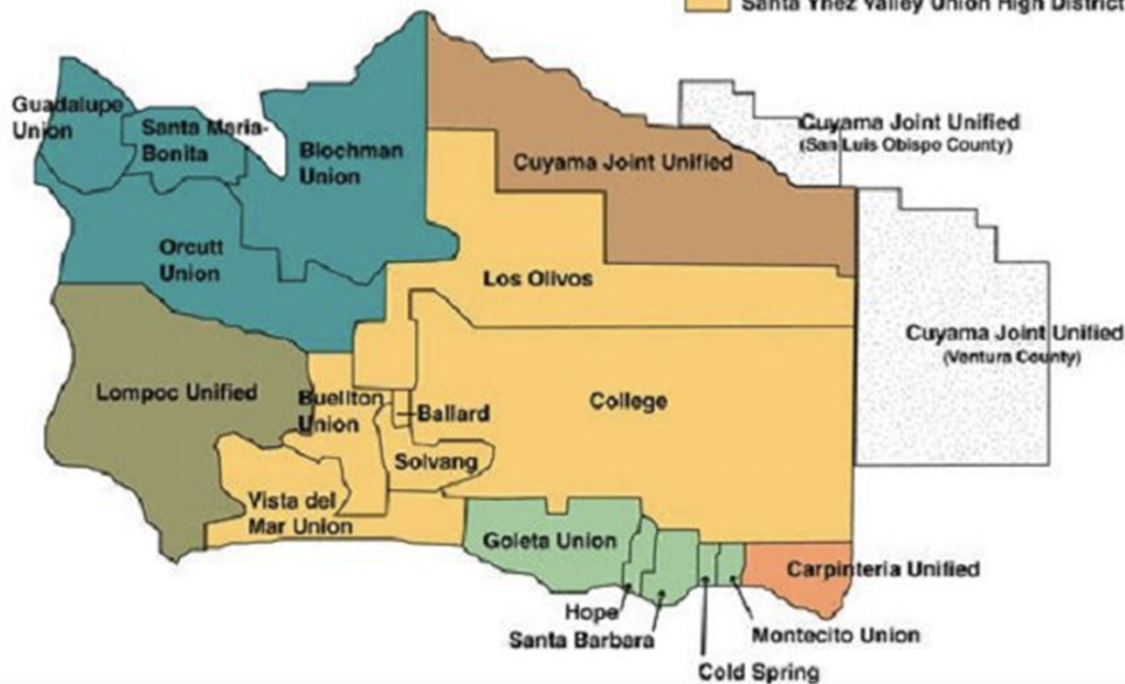 Santa Ynez Valley Union High District
Guadalupe
Union
Santa Maria-
Bonita
Blochman
Union
Cuyama Joint Unified
Cuyama Joint Unified
(San Luis Obispo County)
Orcutt
Union
Los Olivos
Cuyama Joint Unified
(Ventura County)
Lompoc Unified
Buellton
Union
Ballard
College
Solvang
Vista del
Mar Union
Goleta Union
Carpinteria Unified
Hope
Santa Barbara
Montecito Union
Cold Spring